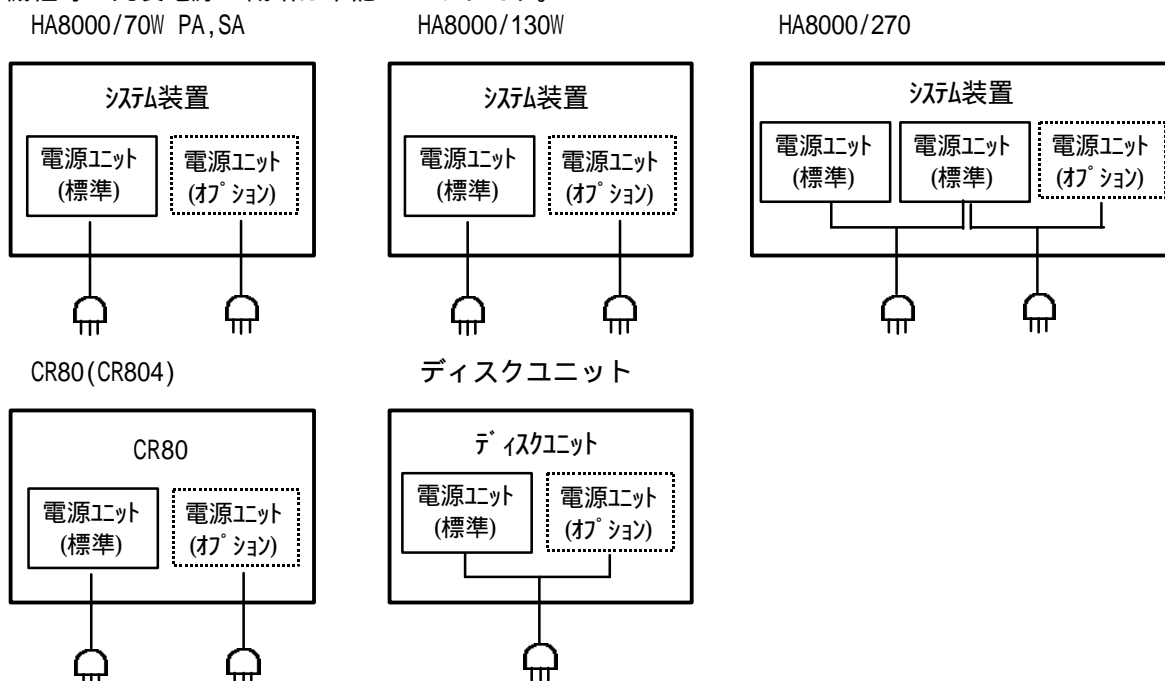 HA8000/70W PA,SA
HA8000/130W
HA8000/270
システム装置
電源ユニット
(標準)
電源ユニット
(オプション)
システム装置
電源ユニット
(標準)
電源ユニット
(オプション)
システム装置
電源ユニット
(標準)
電源ユニット
(標準)
電源ユニット
(オプション)
CR80(CR804)
ディスクユニット
CR80
電源ユニット
(標準)
電源ユニット
(オプション)
ディスクユニット
電源ユニット
(標準)
電源ユニット
(オプション)